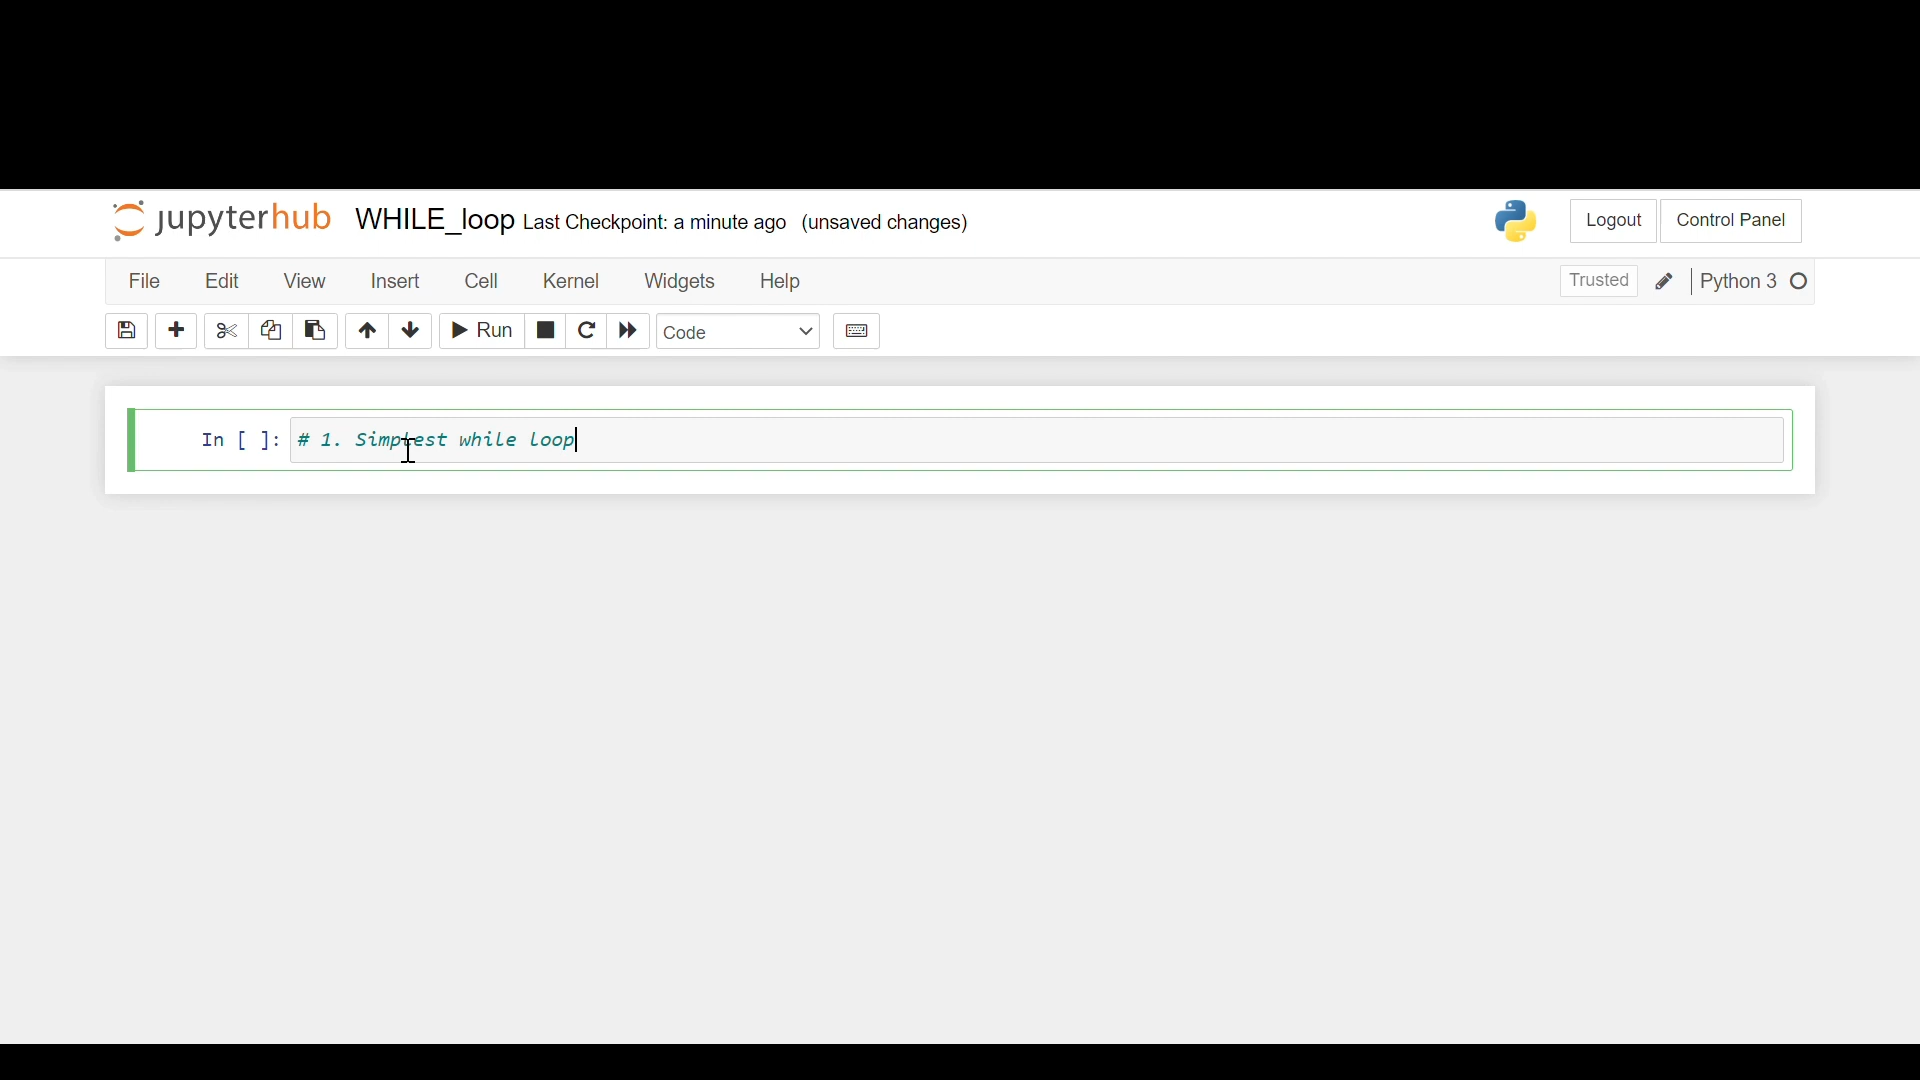 jupyterhub WHILE_loop Last Checkpoint: a minute ago (unsaved changes) Logout Control Panel
File Edit View Insert Cell Kernel Widgets Help Trusted Python 3
Run Code
In [ ]: # 1. Simplest while loop